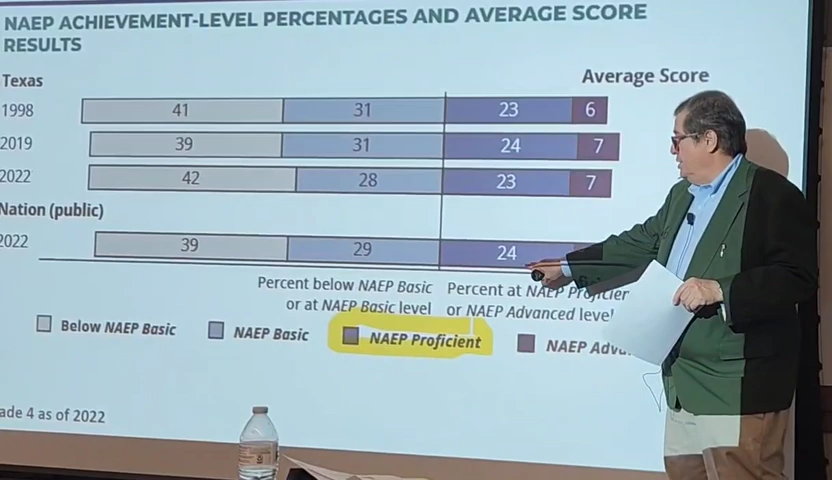 NAEP ACHIEVEMENT-LEVEL PERCENTAGES AND AVERAGE SCORE
RESULTS
Texas Average Score
1998 41 31 23 6
2019 39 31 24 7
2022 42 28 23 7
Nation (public)
2022 39 29 24
Percent below NAEP Basic Percent at NAEP
or at NAEP Basic level or NAEP Advanced level
Below NAEP Basic NAEP Basic NAEP Proficient NAEP
as of 2022